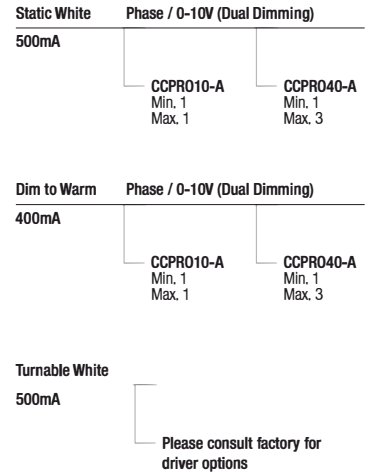 Static White Phase / 0-10V (Dual Dimming)
500mA
CCPRO10-A CCPRO40-A
Min. 1 Min. 1
Max. 1 Max. 3
Dim to Warm Phase / 0-10V (Dual Dimming)
400mA
CCPRO10-A CCPRO40-A
Min. 1 Min. 1
Max. 1 Max. 3
Turnable White
500mA
Please consult factory for
driver options